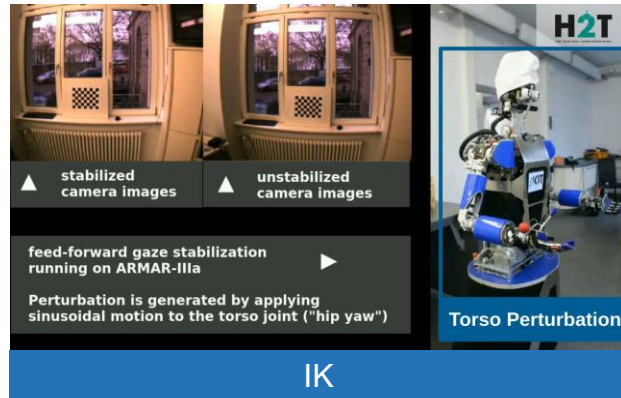 H2T
stabilized
camera images
unstabilized
camera images
feed-forward gaze stabilization
running on ARMAR-IIIa
Perturbation is generated by applying
sinusoidal motion to the torso joint ("hip yaw")
KIT
Torso Perturbation
IK